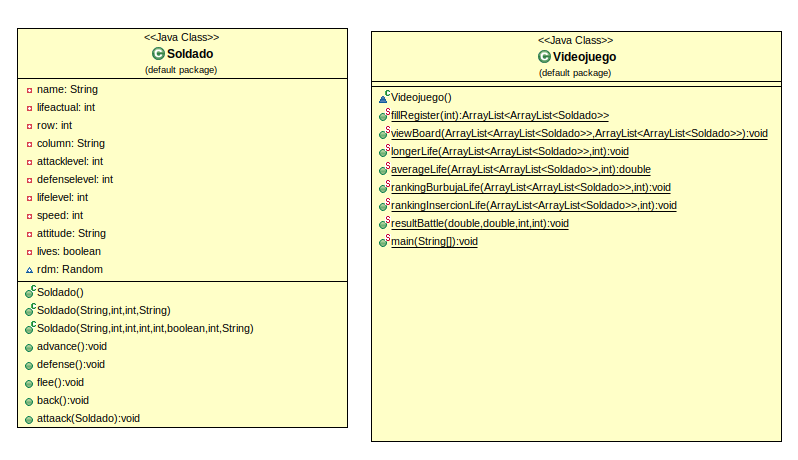 <<Java Class>>
Soldado
(default package)
name: String
lifeactual: int
row: int
column: String
attacklevel: int
defenselevel: int
lifelevel: int
speed: int
attitude: String
lives: boolean
rdm: Random
Soldado()
Soldado(String,int,int,String)
Soldado(String,int,int,int,int,boolean,int,String)
advance():void
defense():void
flee():void
back():void
attaack(Soldado):void
<<Java Class>>
Videojuego
(default package)
Videojuego()
fillRegister(int):ArrayList<ArrayList<Soldado>>
viewBoard(ArrayList<ArrayList<Soldado>>,ArrayList<ArrayList<Soldado>>):void
longerLife(ArrayList<ArrayList<Soldado>>,int):void
averageLife(ArrayList<ArrayList<Soldado>>,int):double
rankingBurbujaLife(ArrayList<ArrayList<Soldado>>,int):void
rankingInsercionLife(ArrayList<ArrayList<Soldado>>,int):void
resultBattle(double,double,int,int):void
main(String[]):void